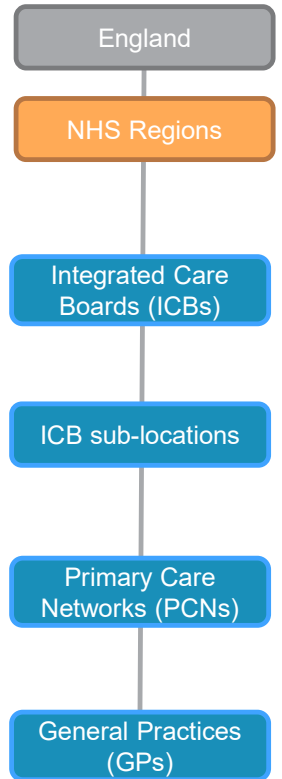 England
NHS Regions
Integrated Care
Boards (ICBs)
ICB sub-locations
Primary Care
Networks (PCNs)
General Practices
(GPs)